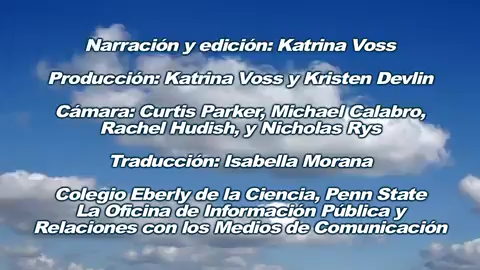 Narración y edición: Katrina Voss
Producción: Katrina Voss y Kristen Devlin
Cámara: Curtis Parker, Michael Calabro,
Rachel Hudish, y Nicholas Rys
Traducción: Isabella Morana
Colegio Eberly de la Ciencia, Penn State
La Oficina de Información Pública y
Relaciones con los Medios de Comunicación